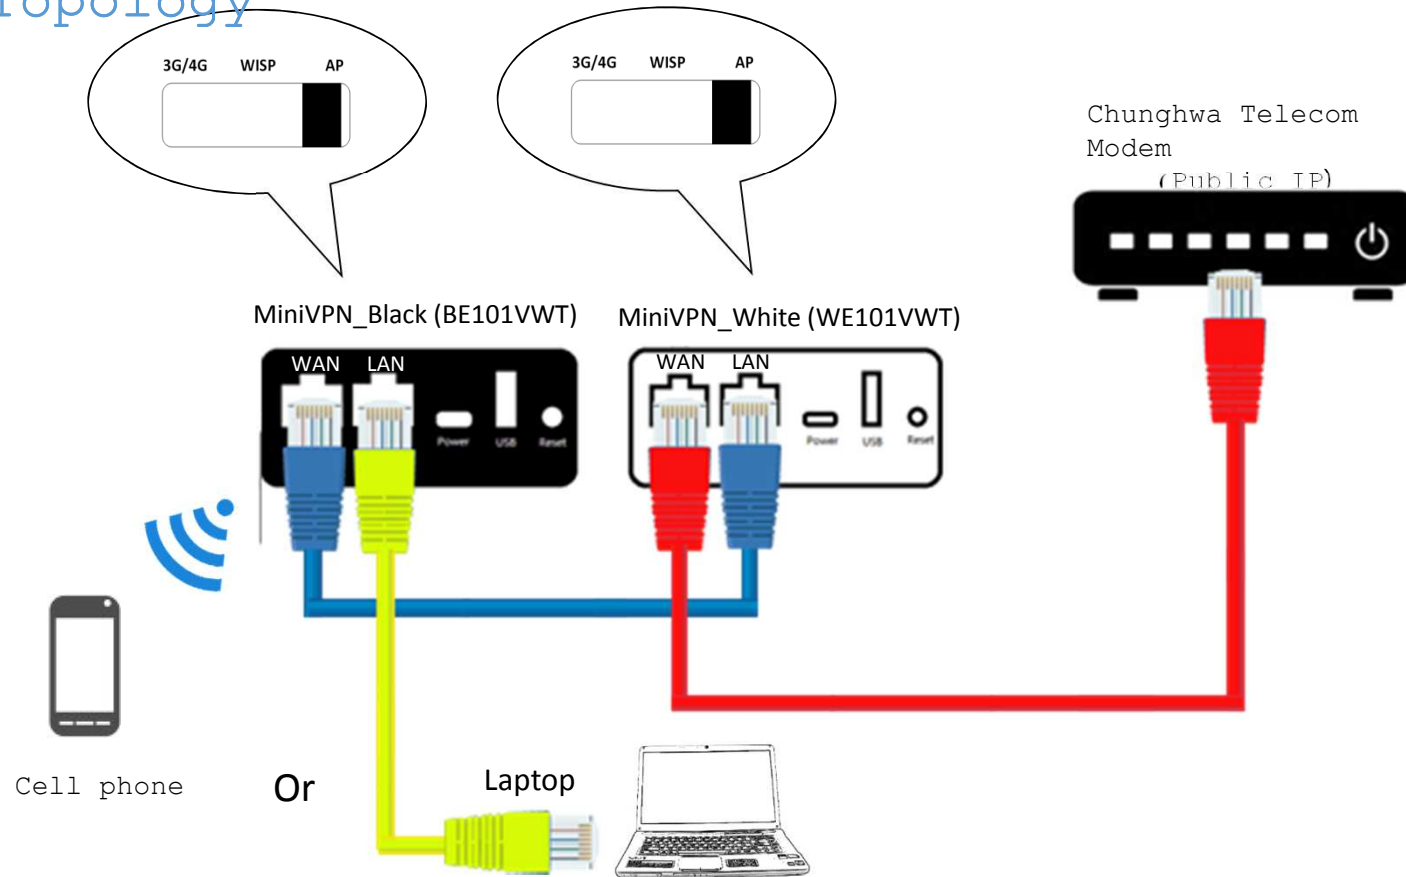 Topology
3G/4G WISP AP
3G/4G WISP AP
Chunghwa Telecom
Modem
(Public IP)
MiniVPN_Black (BE101VWT)
MiniVPN_White (WE101VWT)
WAN LAN
Power USB Reset
WAN LAN
Power USB Reset
Cell phone
Or
Laptop